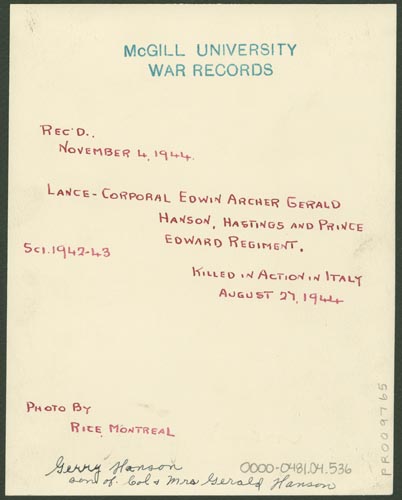 McGILL UNIVERSITY
WAR RECORDS
REC'D..
NOVEMBER 4, 1944.
LANCE-CORPORAL EDWIN ARCHER GERALD
HANSON, HASTINGS AND PRINCE
EDWARD REGIMENT.
SCI. 1942-43
KILLED IN ACTION IN ITALY
AUGUST 27, 1944
PHOTO BY
RICE, MONTREAL
Gerry Hanson
son of Col & Mrs Gerald Hanson
0000-0481.04.536
PR009765